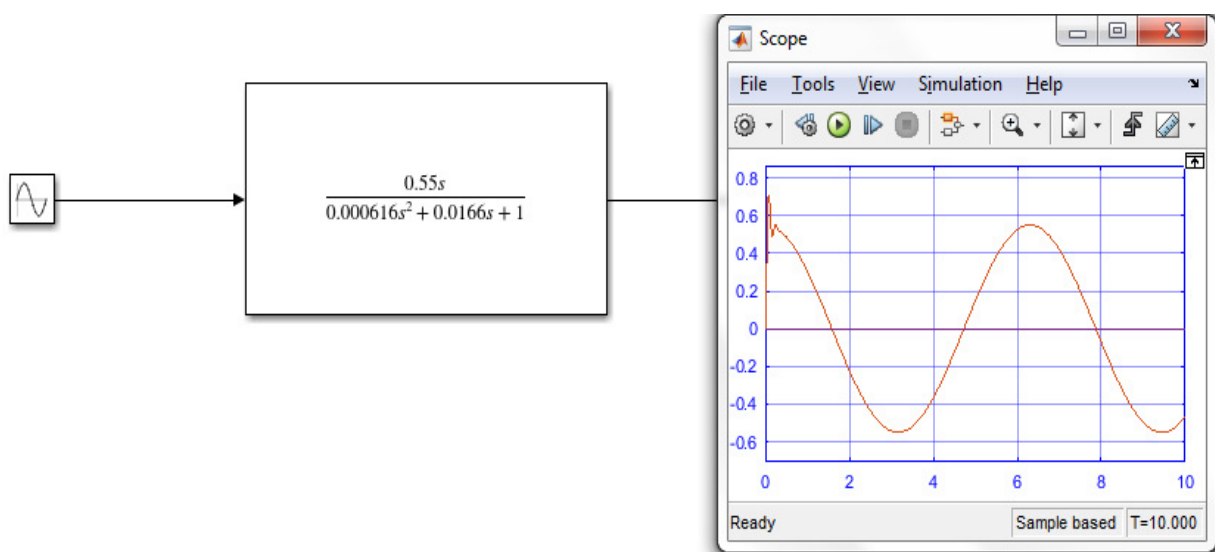 0.55s
0.000616s² + 0.0166s + 1
Scope
File Tools View Simulation Help
0.8
0.6
0.4
0.2
0
-0.2
-0.4
-0.6
0 2 4 6 8 10
Ready Sample based T=10.000